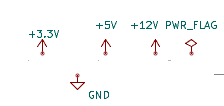 +3.3V +5V +12V PWR_FLAG
GND